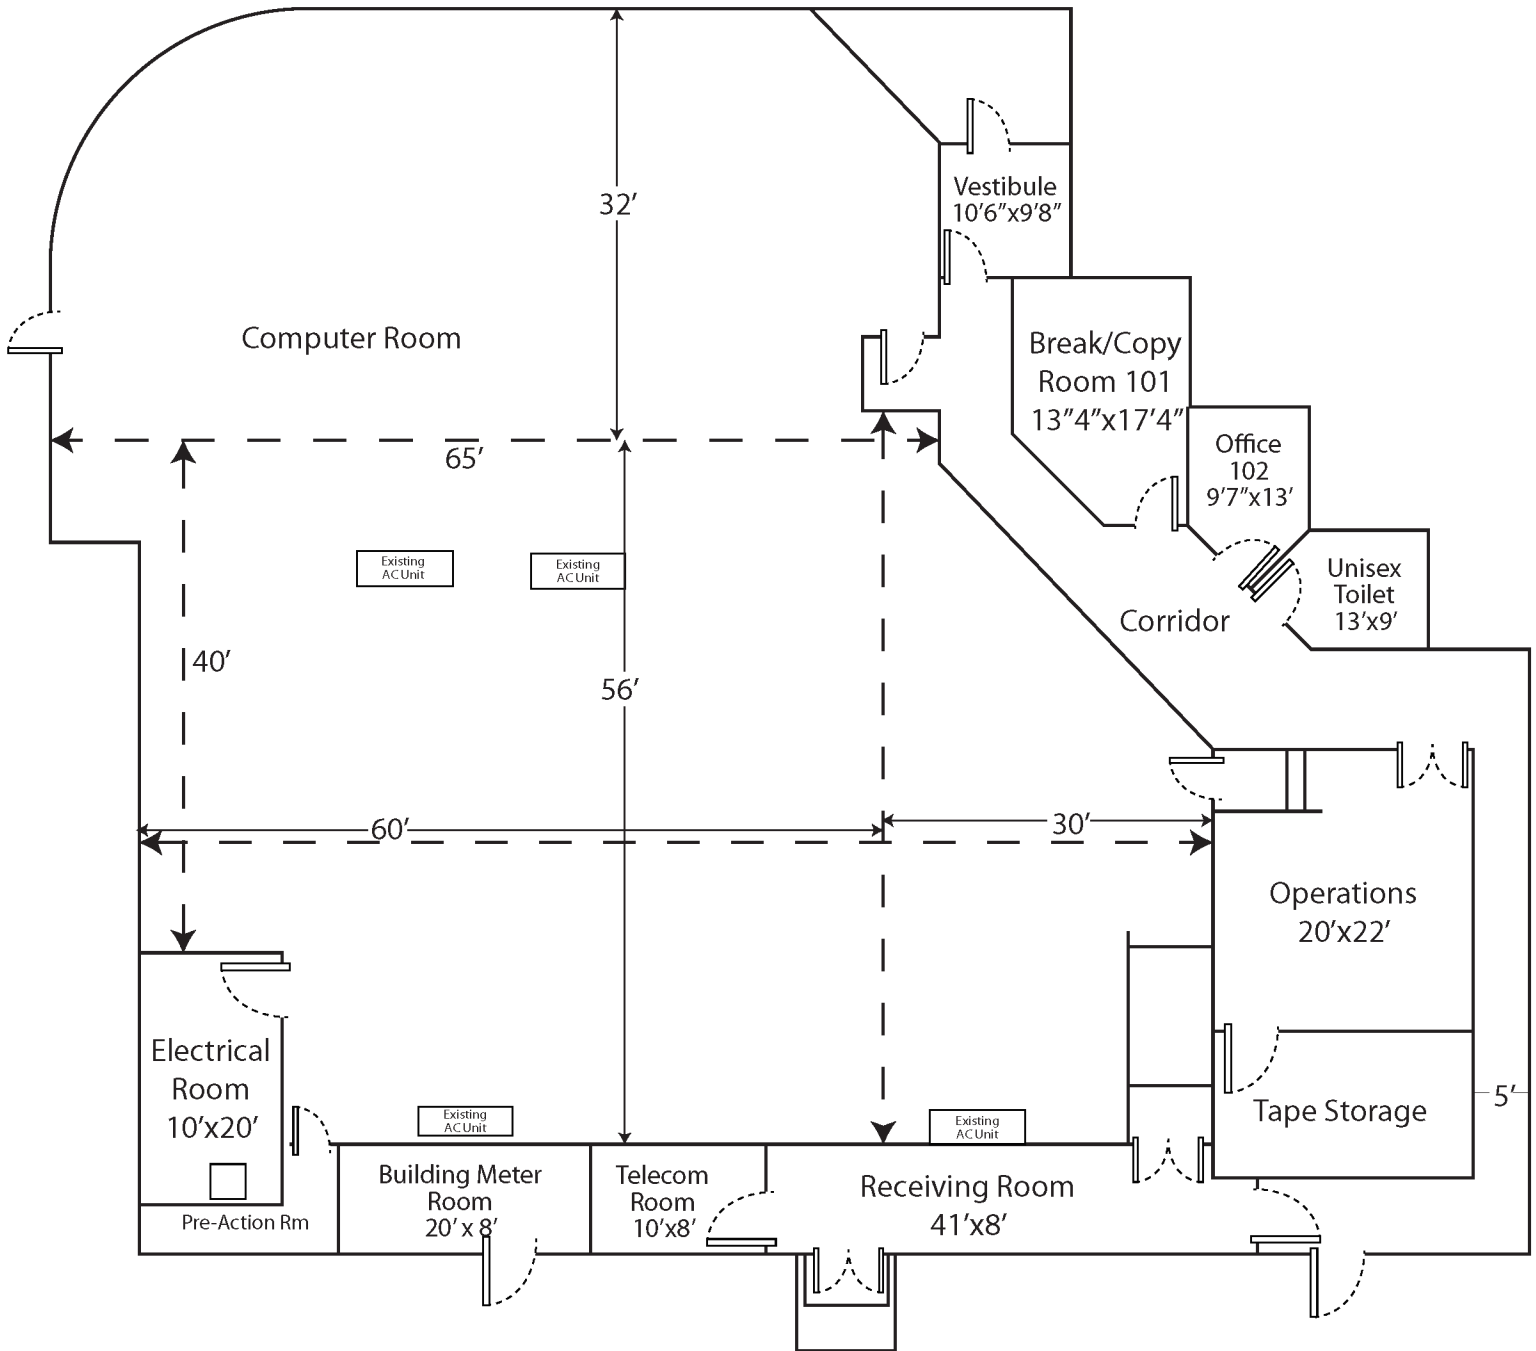 32’
Vestibule
10’6”x9’8”
Computer Room
Break/Copy
Room 101
13”4”x17’4”
65’
Office
102
9’7”x13’
Existing
AC Unit
Existing
AC Unit
Unisex
Toilet
13’x9’
Corridor
40’
56’
60’
30’
Operations
20’x22’
Electrical
Room
10’x20’
5’
Tape Storage
Existing
AC Unit
Existing
AC Unit
Building Meter
Room
20’ x 8’
Telecom
Room
10’x8’
Receiving Room
41’x8’
Pre-Action Rm